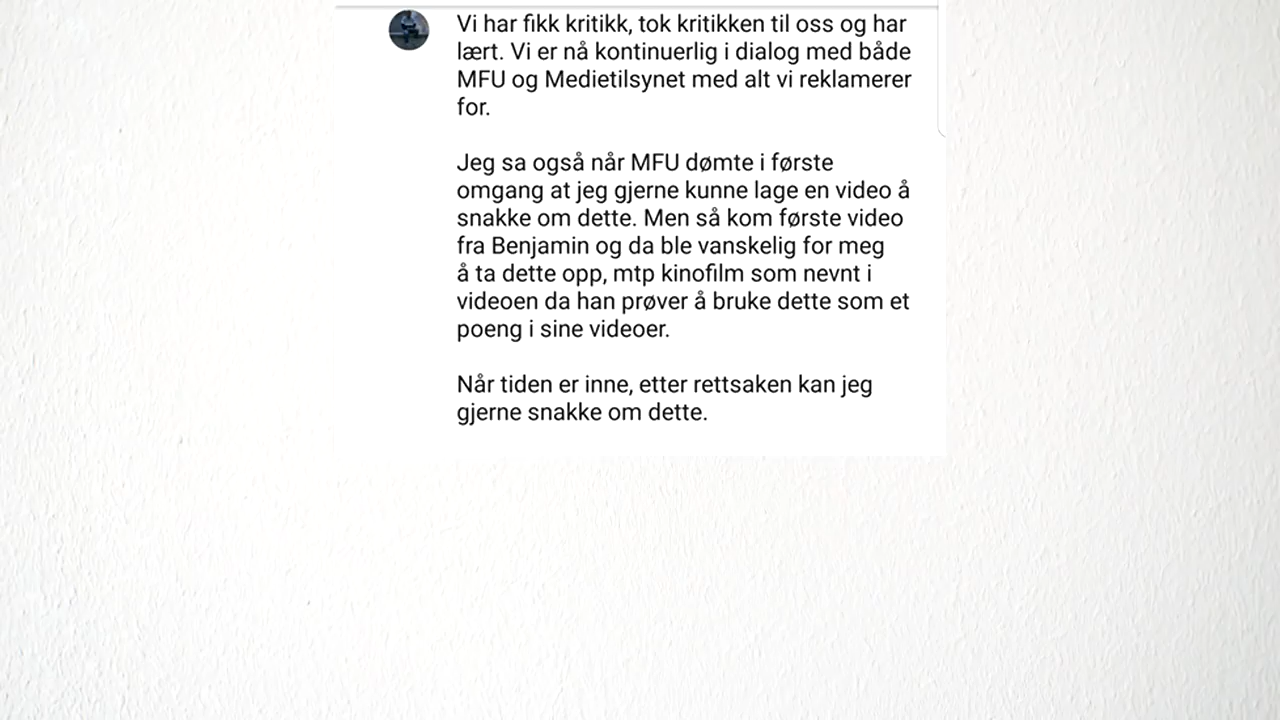 Vi har fikk kritikk, tok kritikken til oss og har
lært. Vi er nå kontinuerlig i dialog med både
MFU og Medietilsynet med alt vi reklamerer
for.
Jeg sa også når MFU dømte i første
omgang at jeg gjerne kunne lage en video å
snakke om dette. Men så kom første video
fra Benjamin og da ble vanskelig for meg
å ta dette opp, mtp kinofilm som nevnt i
videoen da han prøver å bruke dette som et
poeng i sine videoer.
Når tiden er inne, etter rettsaken kan jeg
gjerne snakke om dette.